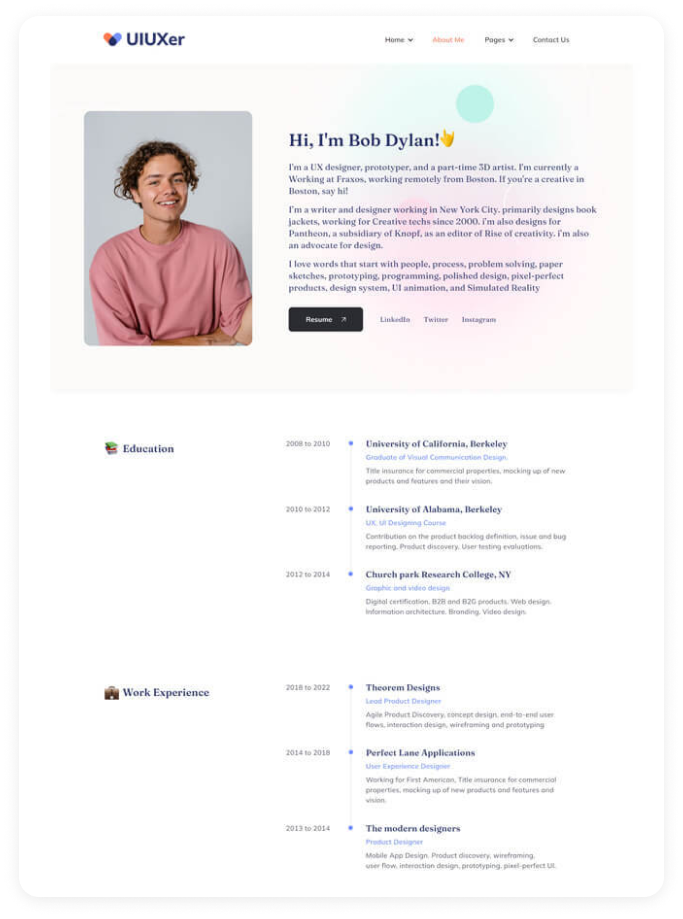 UIUXer
Home About Me Pages Contact Us
Hi, I'm Bob Dylan!
I'm a UX designer, prototyper, and a part-time 3D artist. I'm currently a
Working at Fraxos, working remotely from Boston. If you're a creative in
Boston, say hi!
I'm a writer and designer working in New York City. primarily designs book
jackets, working for Creative techs since 2000. i'm also designs for
Pantheon, a subsidiary of Knopf, as an editor of Rise of creativity. i'm also
an advocate for design.
I love words that start with people, process, problem solving, paper
sketches, prototyping, programming, polished design, pixel-perfect
products, design system, UI animation, and Simulated Reality
Resume LinkedIn Twitter Instagram
Education
2008 to 2010
University of California, Berkeley
Graduate of Visual Communication Design.
Title insurance for commercial properties, mocking up of new
products and features and their vision.
2010 to 2012
University of Alabama, Berkeley
UX, UI Designing Course
Contribution on the product backlog definition, issue and bug
reporting. Product discovery. User testing evaluations.
2012 to 2014
Church park Research College, NY
Graphic and video design
Digital certification. B2B and B2G products. Web design.
Information architecture. Branding. Video design.
Work Experience
2018 to 2022
Theorem Designs
Lead Product Designer
Agile Product Discovery, concept design, end-to-end user
flows, interaction design, wireframing and prototyping
2014 to 2018
Perfect Lane Applications
User Experience Designer
Working for First American, Title insurance for commercial
properties, mocking up of new products and features and
vision.
2013 to 2014
The modern designers
Product Designer
Mobile App Design. Product discovery, wireframing,
user flow, interaction design, prototyping, pixel-perfect UI.